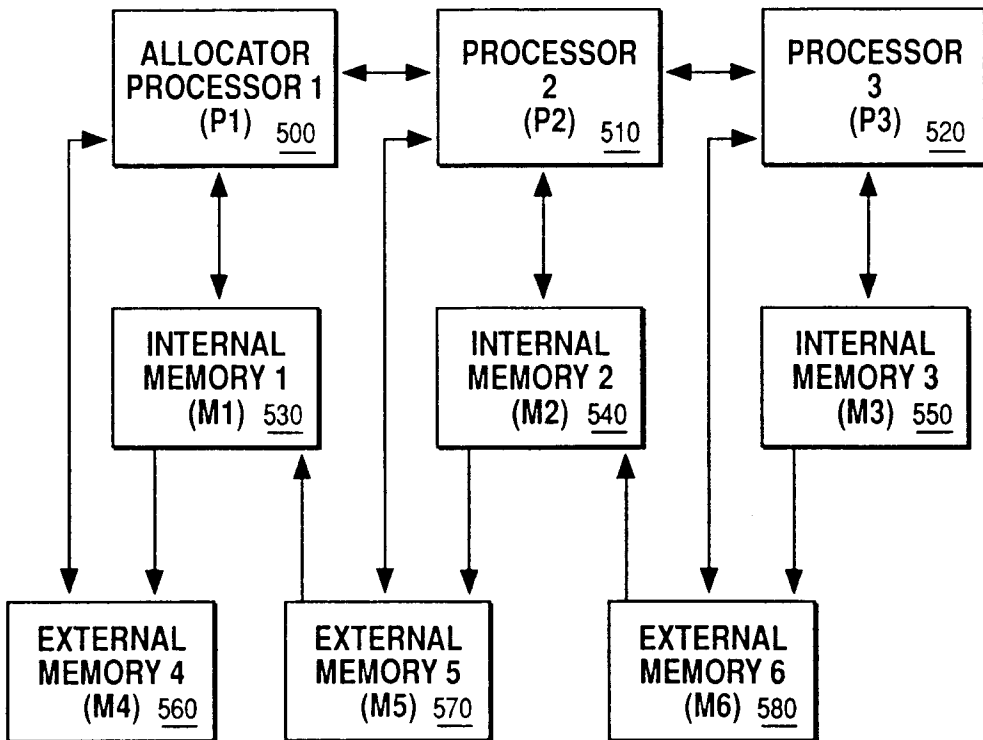 ALLOCATOR
PROCESSOR 1
(P1) 500
PROCESSOR
2
(P2) 510
PROCESSOR
3
(P3) 520
INTERNAL
MEMORY 1
(M1) 530
INTERNAL
MEMORY 2
(M2) 540
INTERNAL
MEMORY 3
(M3) 550
EXTERNAL
MEMORY 4
(M4) 560
EXTERNAL
MEMORY 5
(M5) 570
EXTERNAL
MEMORY 6
(M6) 580